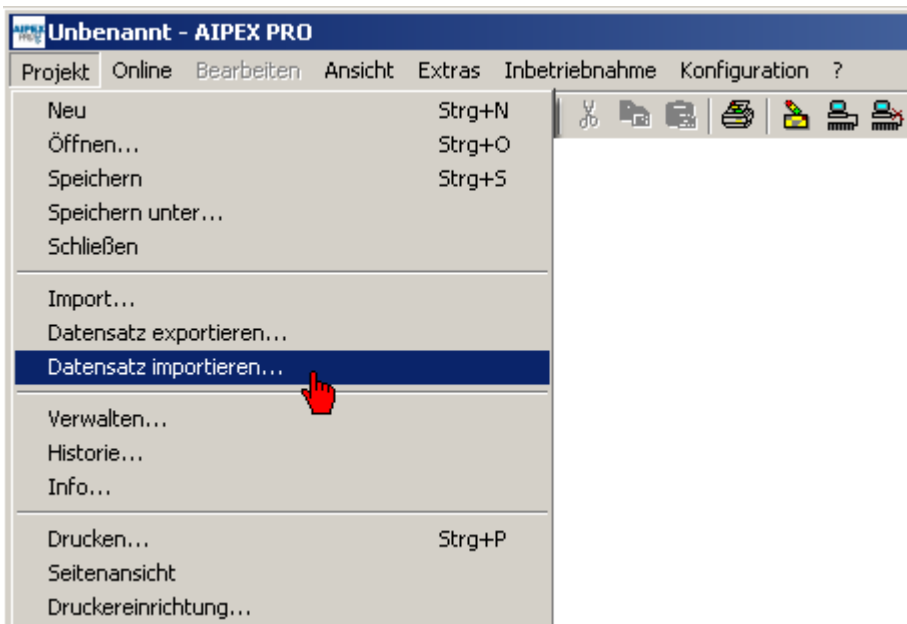 Unbenannt - AIPEX PRO
Projekt Online Bearbeiten Ansicht Extras Inbetriebnahme Konfiguration ?
Neu Strg+N
Öffnen... Strg+O
Speichern Strg+S
Speichern unter...
Schließen
Import...
Datensatz exportieren...
Datensatz importieren...
Verwalten...
Historie...
Info...
Drucken... Strg+P
Seitenansicht
Druckereinrichtung...